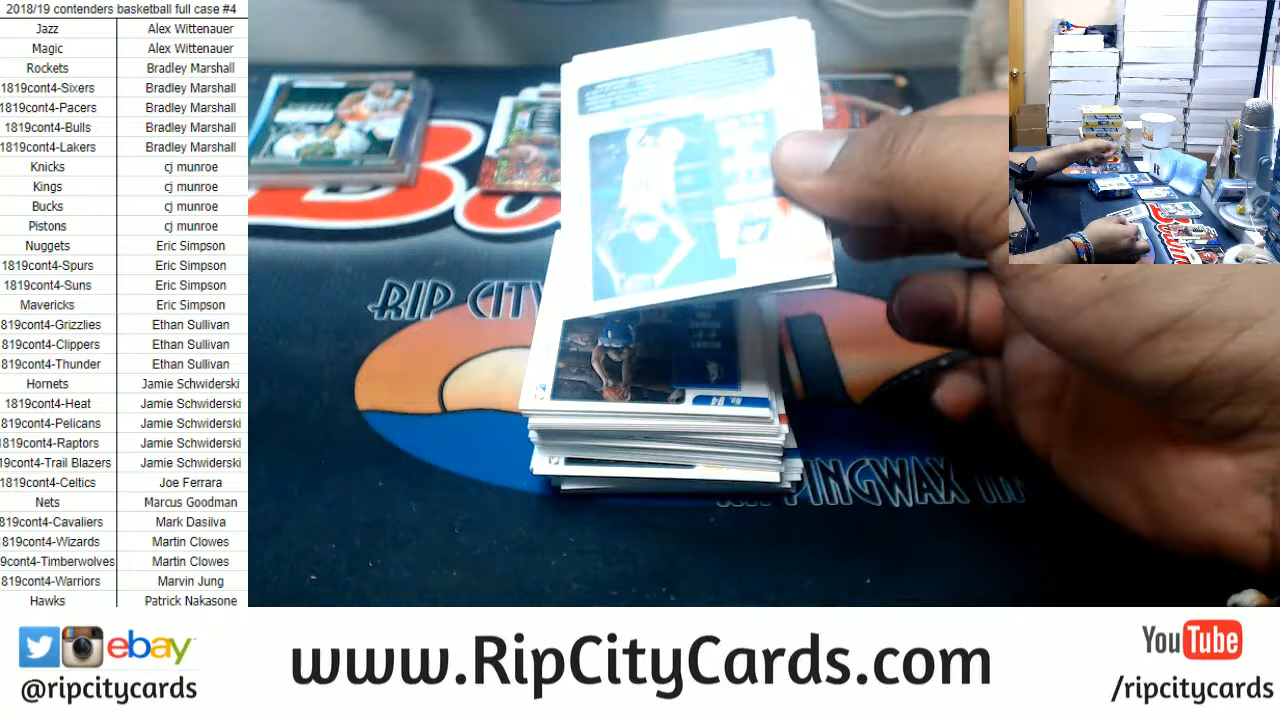 2018/19 contenders basketball full case #4
Jazz Alex Wittenauer
Magic Alex Wittenauer
Rockets Bradley Marshall
1819cont4-Sixers Bradley Marshall
1819cont4-Pacers Bradley Marshall
1819cont4-Bulls Bradley Marshall
1819cont4-Lakers Bradley Marshall
Knicks cj munroe
Kings cj munroe
Bucks cj munroe
Pistons cj munroe
Nuggets Eric Simpson
1819cont4-Spurs Eric Simpson
1819cont4-Suns Eric Simpson
Mavericks Eric Simpson
819cont4-Grizzlies Ethan Sullivan
819cont4-Clippers Ethan Sullivan
819cont4-Thunder Ethan Sullivan
Hornets Jamie Schwiderski
1819cont4-Heat Jamie Schwiderski
819cont4-Pelicans Jamie Schwiderski
819cont4-Raptors Jamie Schwiderski
19cont4-Trail Blazers Jamie Schwiderski
1819cont4-Celtics Joe Ferrara
Nets Marcus Goodman
819cont4-Cavaliers Mark Dasilva
819cont4-Wizards Martin Clowes
9cont4-Timberwolves Martin Clowes
819cont4-Warriors Marvin Jung
Hawks Patrick Nakasone
RIP CITY
PINGWAX
No. 94
ebay
@ripcitycards
www.RipCityCards.com
YouTube
/ripcitycards